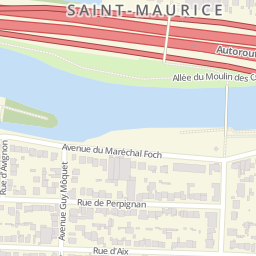 SAINT-MAURICE
Autorou
Allée du Moulin des C
Avenue du Maréchal Foch
Rue d'Avignon
Avenue Guy Môquet
Rue de Perpignan
Rue d'Aix